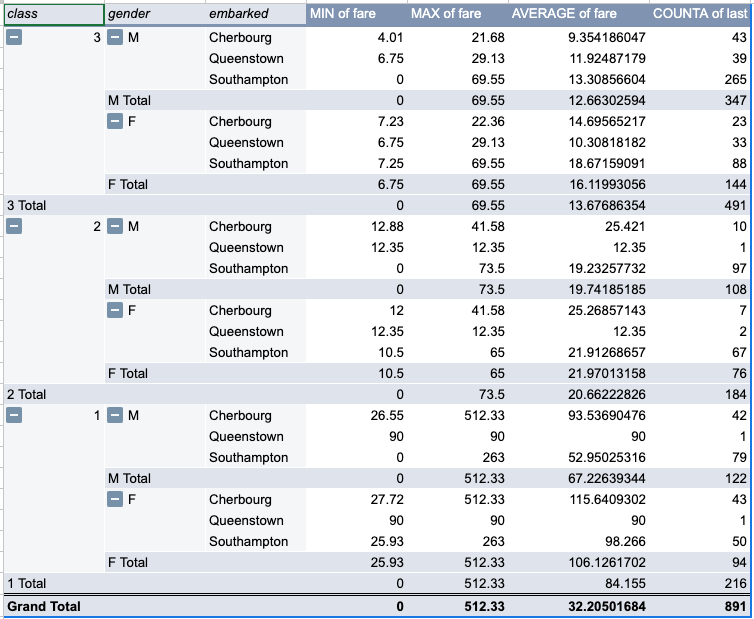 class gender embarked MIN of fare MAX of fare AVERAGE of fare COUNTA of last
3 M Cherbourg 4.01 21.68 9.354186047 43
Queenstown 6.75 29.13 11.92487179 39
Southampton 0 69.55 13.30856604 265
M Total 0 69.55 12.66302594 347
F Cherbourg 7.23 22.36 14.69565217 23
Queenstown 6.75 29.13 10.30818182 33
Southampton 7.25 69.55 18.67159091 88
F Total 6.75 69.55 16.11993056 144
3 Total 0 69.55 13.67686354 491
2 M Cherbourg 12.88 41.58 25.421 10
Queenstown 12.35 12.35 12.35 1
Southampton 0 73.5 19.23257732 97
M Total 0 73.5 19.74185185 108
F Cherbourg 12 41.58 25.26857143 7
Queenstown 12.35 12.35 12.35 2
Southampton 10.5 65 21.91268657 67
F Total 10.5 65 21.97013158 76
2 Total 0 73.5 20.66222826 184
1 M Cherbourg 26.55 512.33 93.53690476 42
Queenstown 90 90 90 1
Southampton 0 263 52.95025316 79
M Total 0 512.33 67.22639344 122
F Cherbourg 27.72 512.33 115.6409302 43
Queenstown 90 90 90 1
Southampton 25.93 263 98.266 50
F Total 25.93 512.33 106.1261702 94
1 Total 0 512.33 84.155 216
Grand Total 0 512.33 32.20501684 891